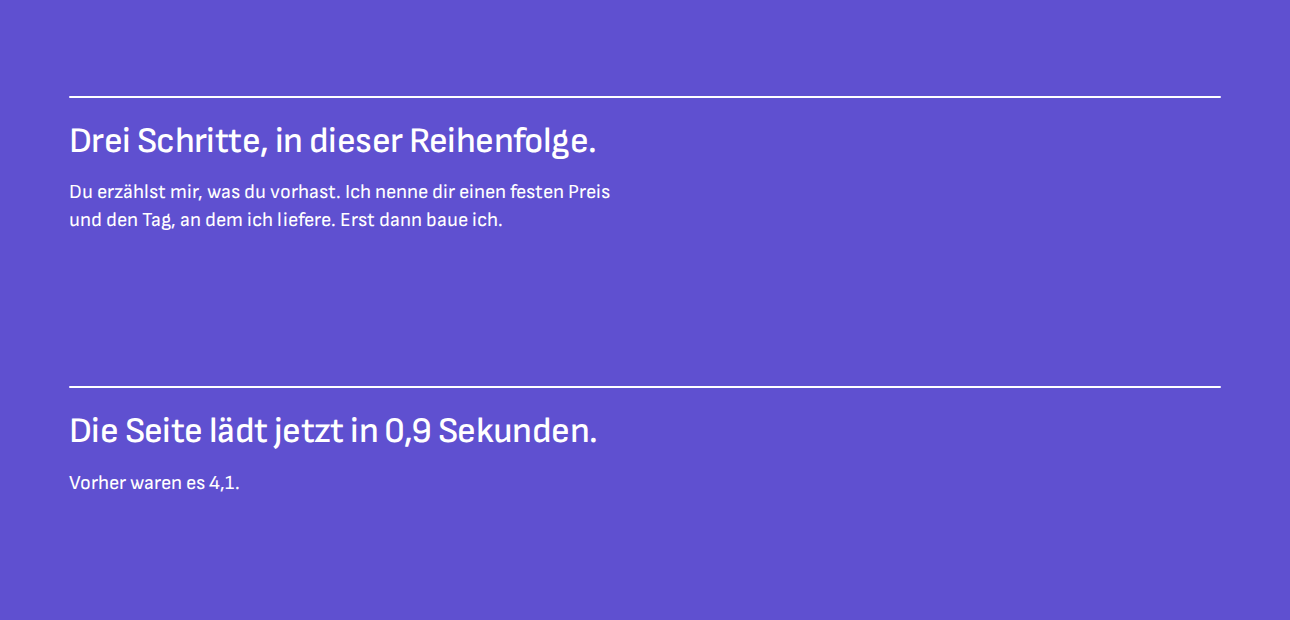 Drei Schritte, in dieser Reihenfolge.
Du erzählst mir, was du vorhast. Ich nenne dir einen festen Preis
und den Tag, an dem ich liefere. Erst dann baue ich.
Die Seite lädt jetzt in 0,9 Sekunden.
Vorher waren es 4,1.